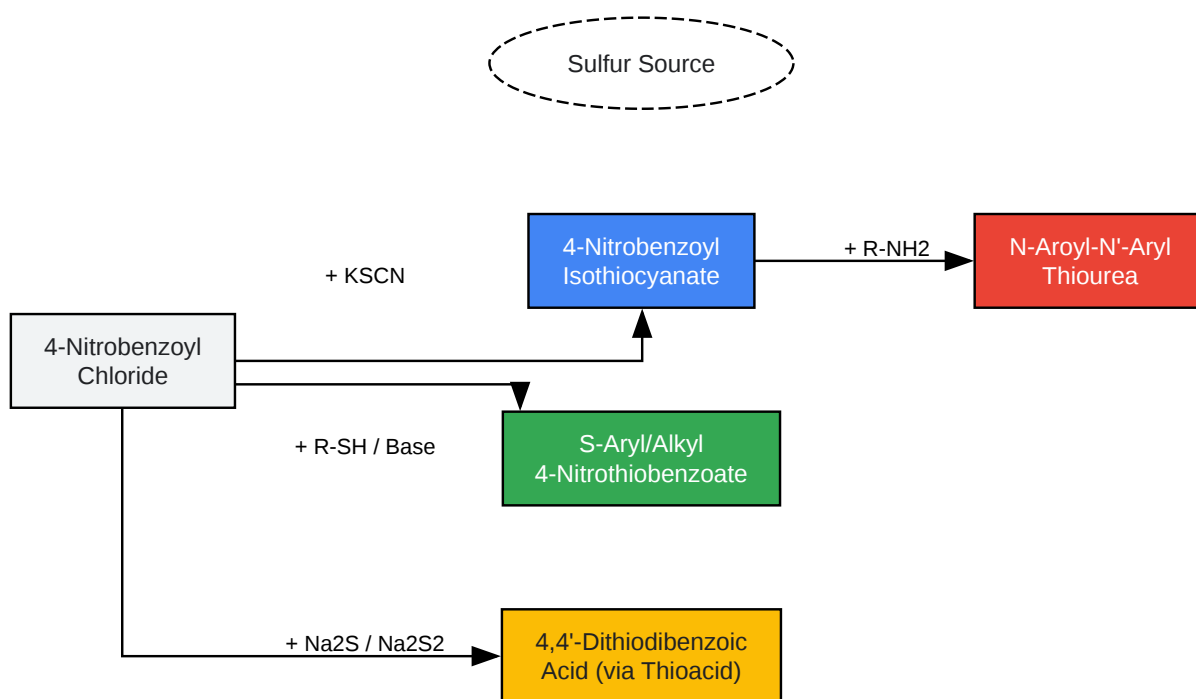 Sulfur Source
4-Nitrobenzoyl
Isothiocyanate
+ R-NH2
N-Aroyl-N'-Aryl
Thiourea
+ KSCN
4-Nitrobenzoyl
Chloride
+ R-SH / Base
S-Aryl/Alkyl
4-Nitrothiobenzoate
+ Na2S / Na2S2
4,4'-Dithiodibenzoic
Acid (via Thioacid)